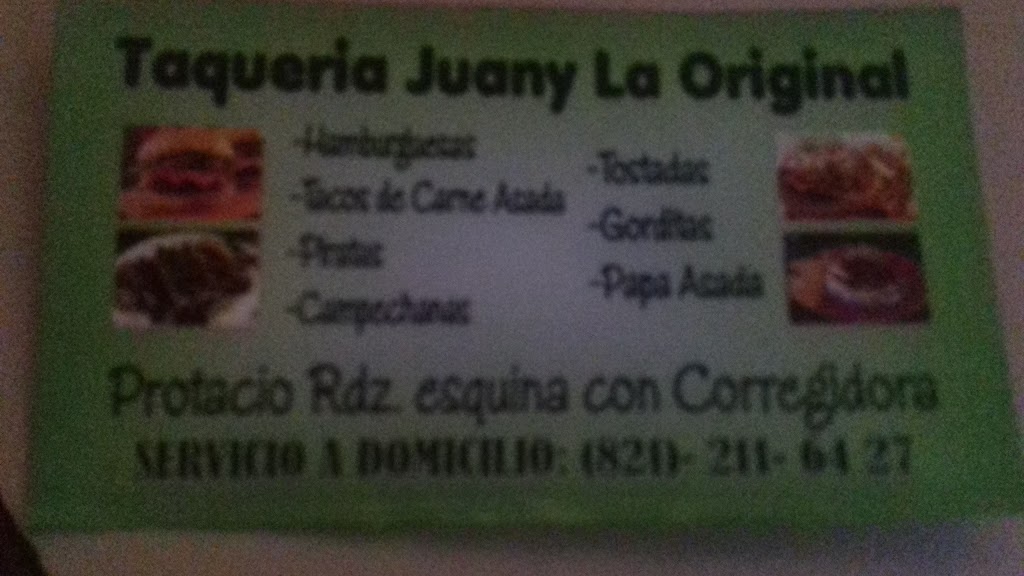 Taqueria Juany La Original
-Hamburguesas
-Tacos de Carne Asada
-Piratas
-Campechanas
-Tostadas
-Gorditas
-Papa Asada
Protacio Rdz. esquina con Corregidora
SERVICIO A DOMICILIO: (821)- 211- 64 27